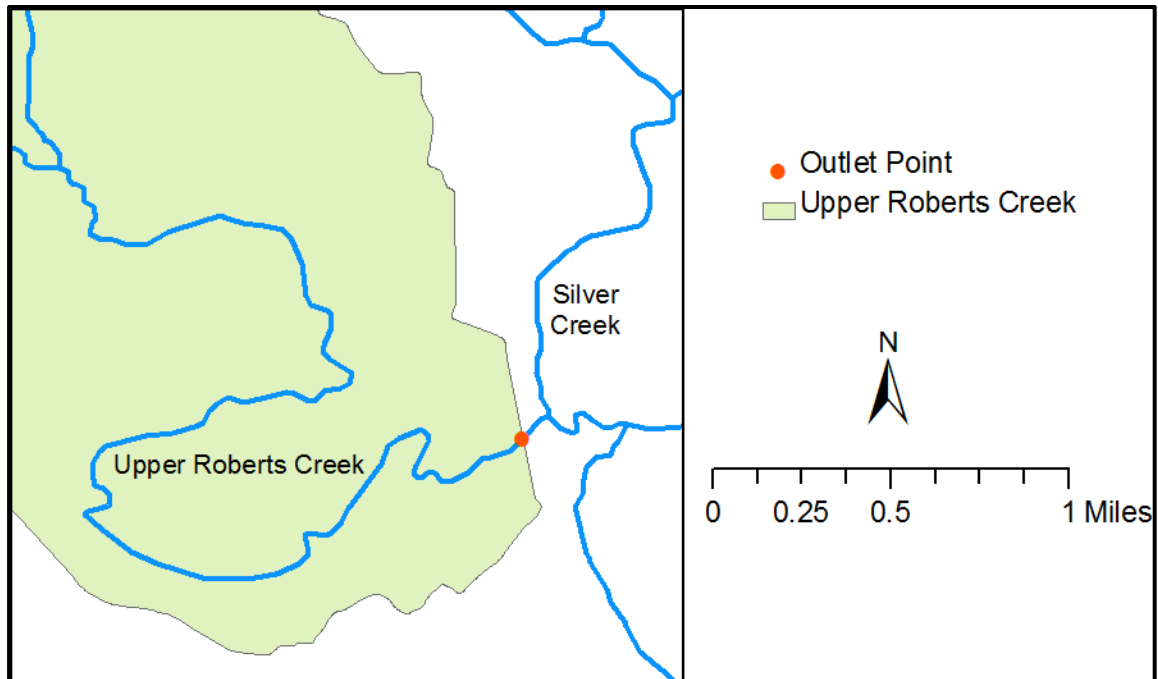 Silver
Creek
Upper Roberts Creek
Outlet Point
Upper Roberts Creek
N
0 0.25 0.5 1 Miles